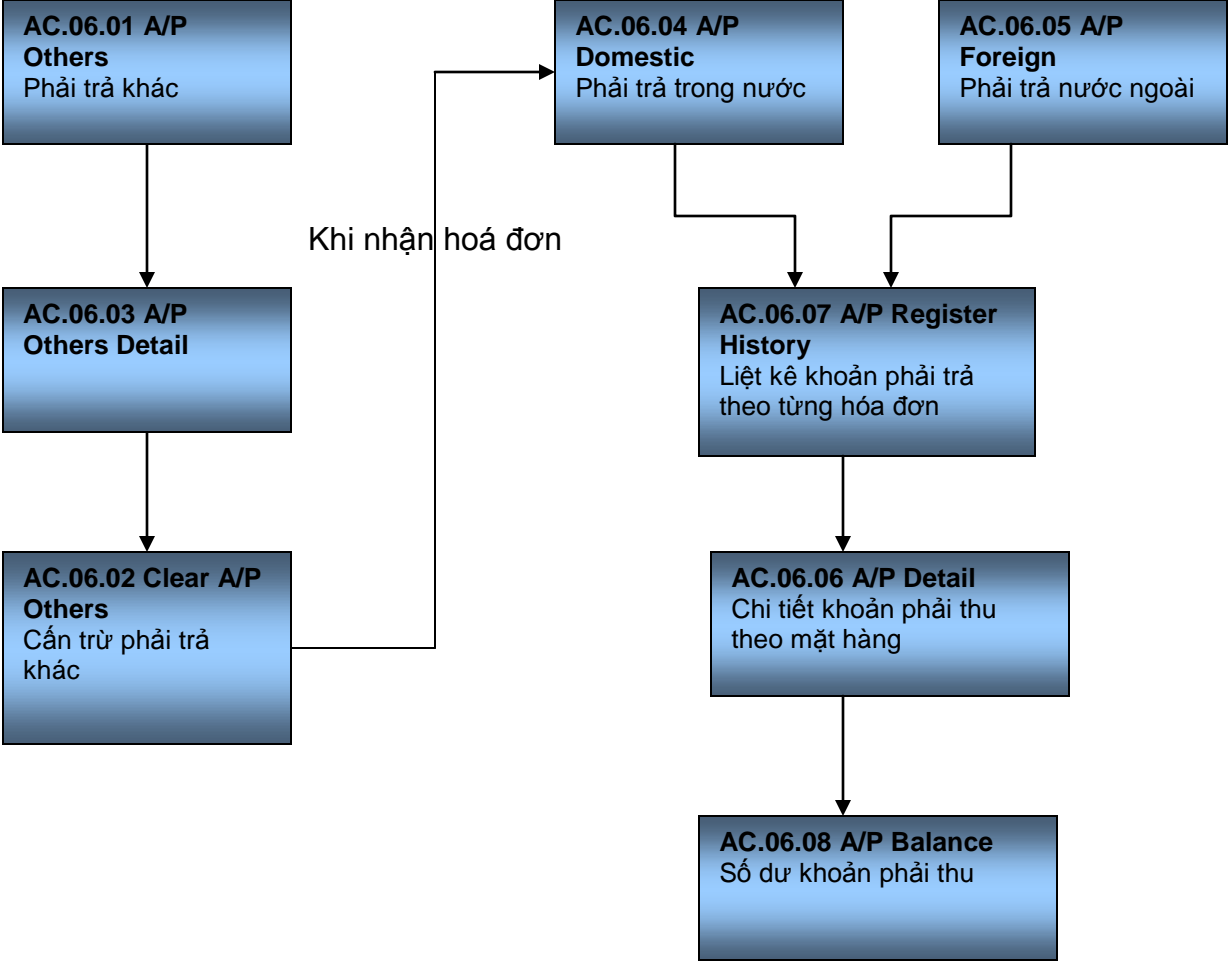 AC.06.01 A/P
Others
Phải trả khác
AC.06.04 A/P
Domestic
Phải trả trong nước
AC.06.05 A/P
Foreign
Phải trả nước ngoài
Khi nhận hoá đơn
AC.06.03 A/P
Others Detail
AC.06.07 A/P Register
History
Liệt kê khoản phải trả
theo từng hóa đơn
AC.06.02 Clear A/P
Others
Cấn trừ phải trả
khác
AC.06.06 A/P Detail
Chi tiết khoản phải thu
theo mặt hàng
AC.06.08 A/P Balance
Số dư khoản phải thu